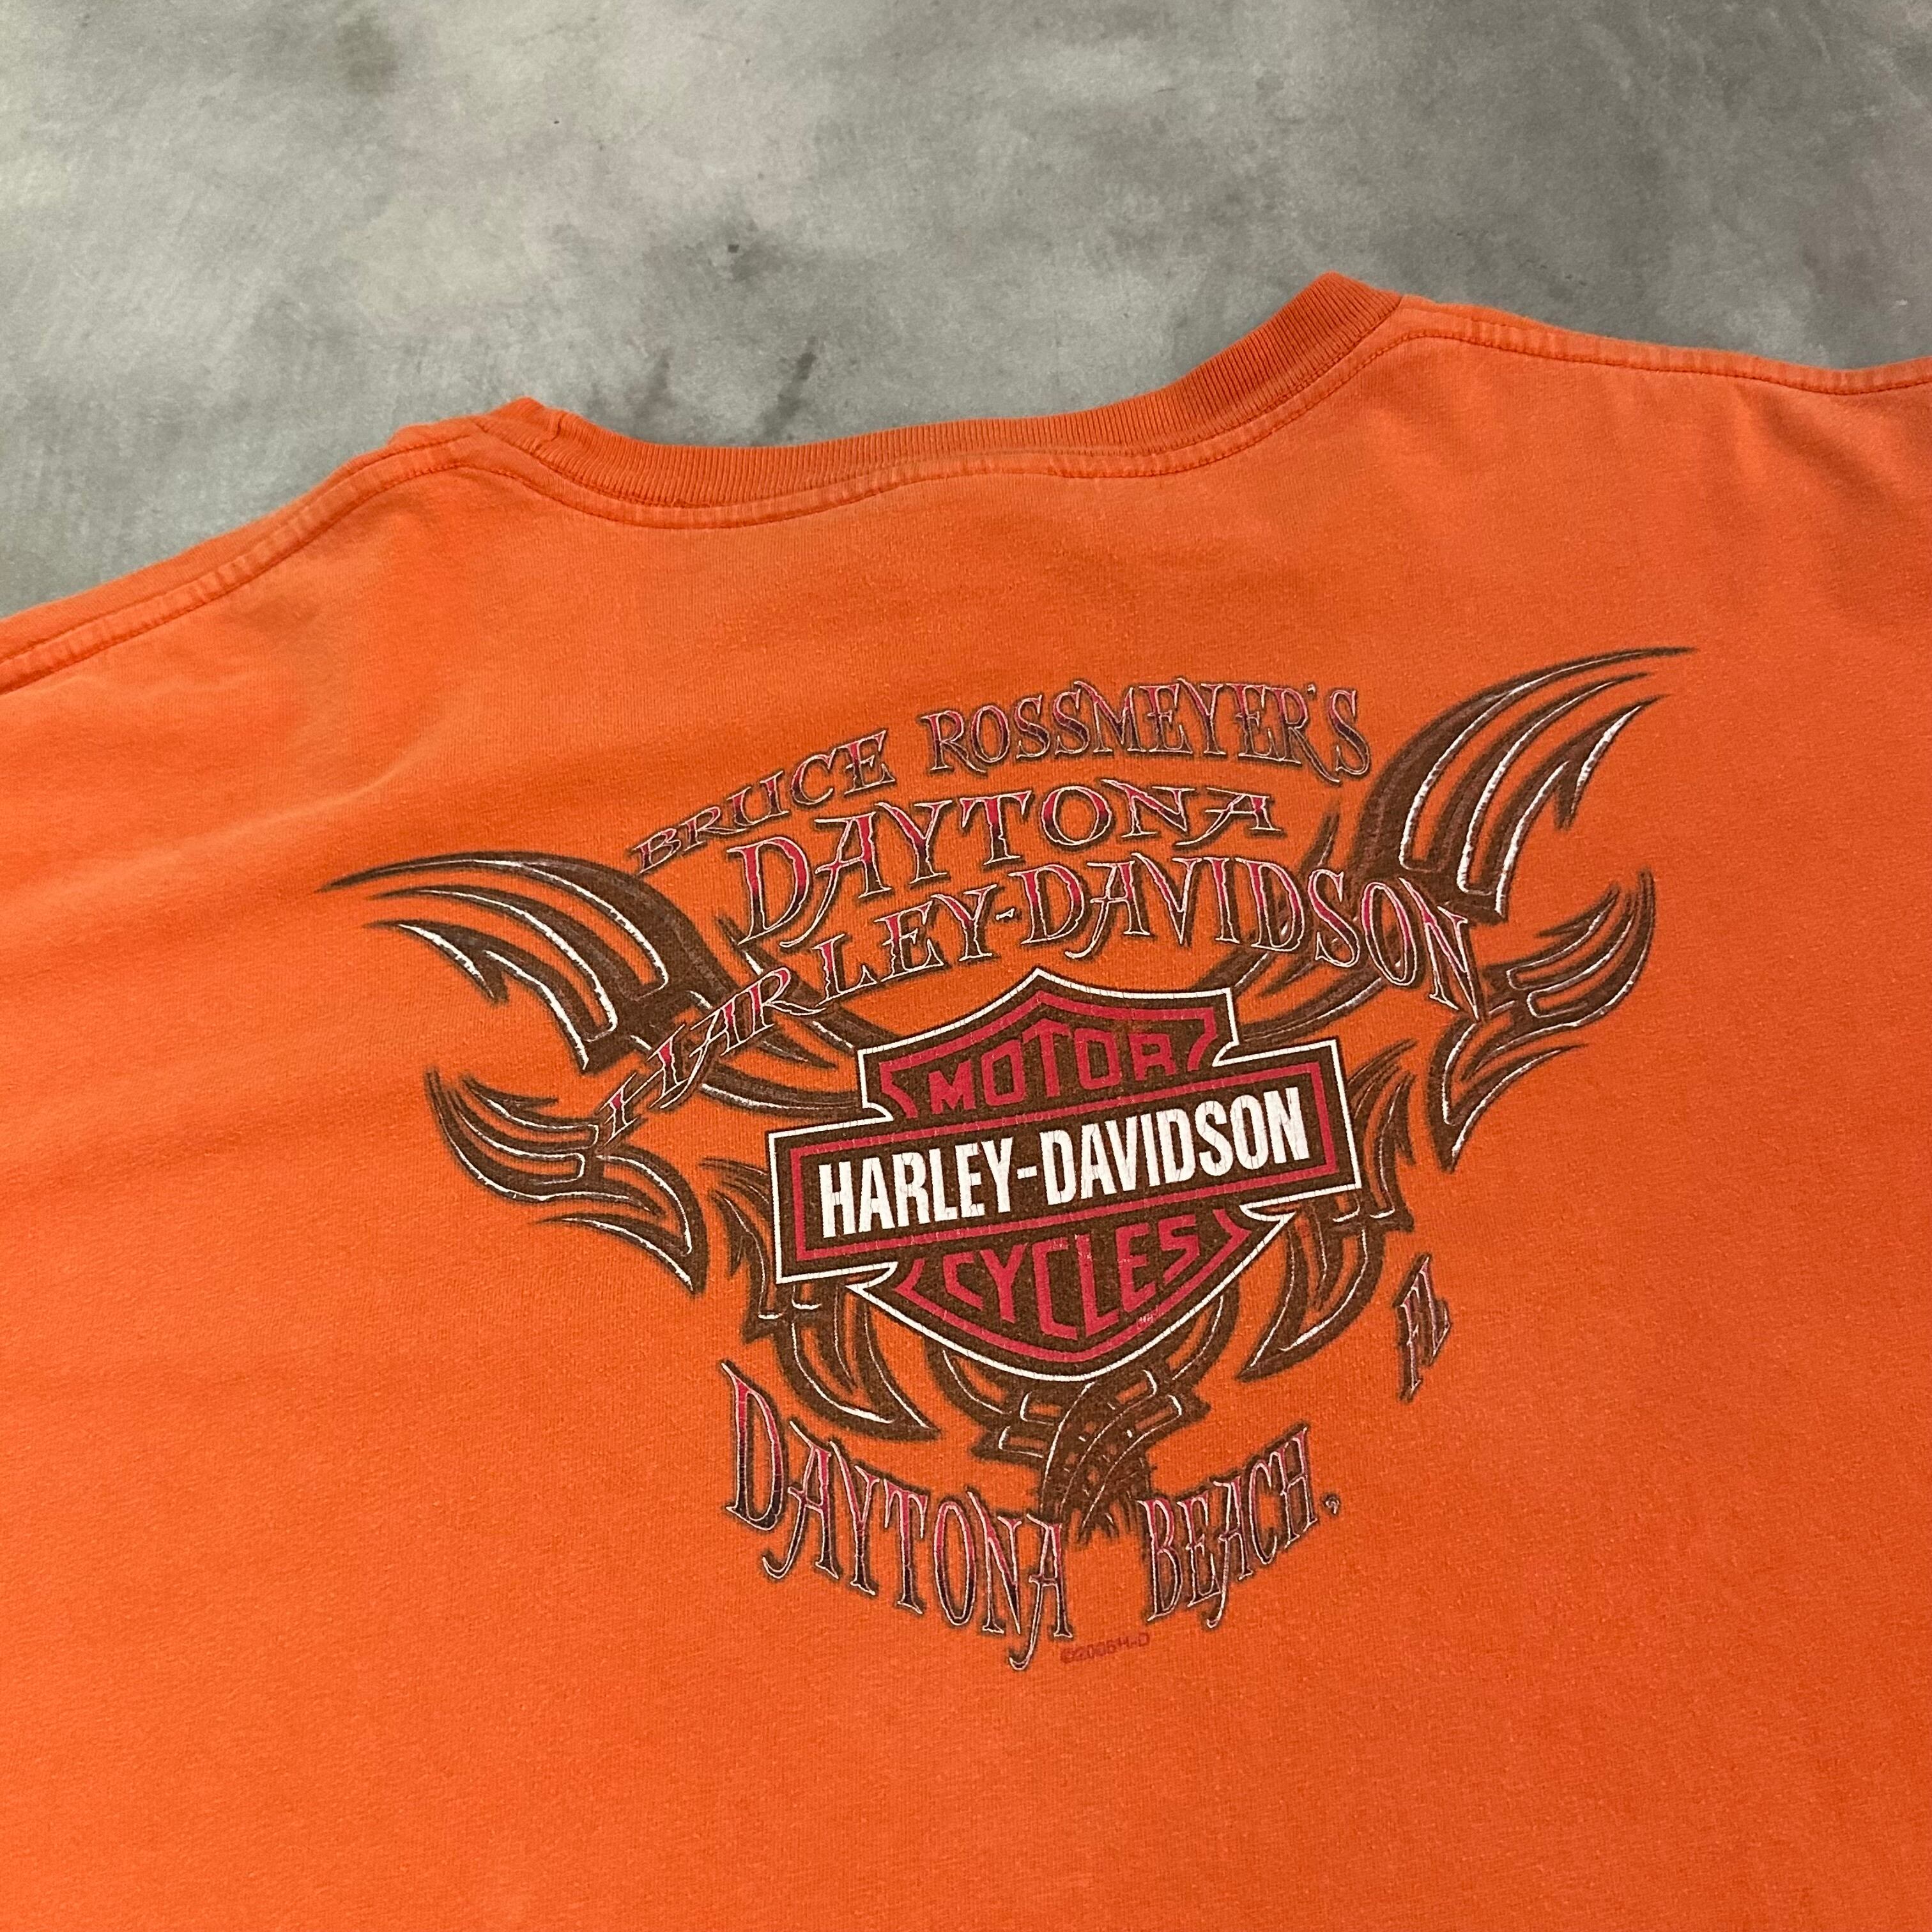 BRUCE ROSSMEYER'S
DAYTONA
HARLEY-DAVIDSON
MOTOR
HARLEY-DAVIDSON
CYCLES
DAYTONA BEACH, FL